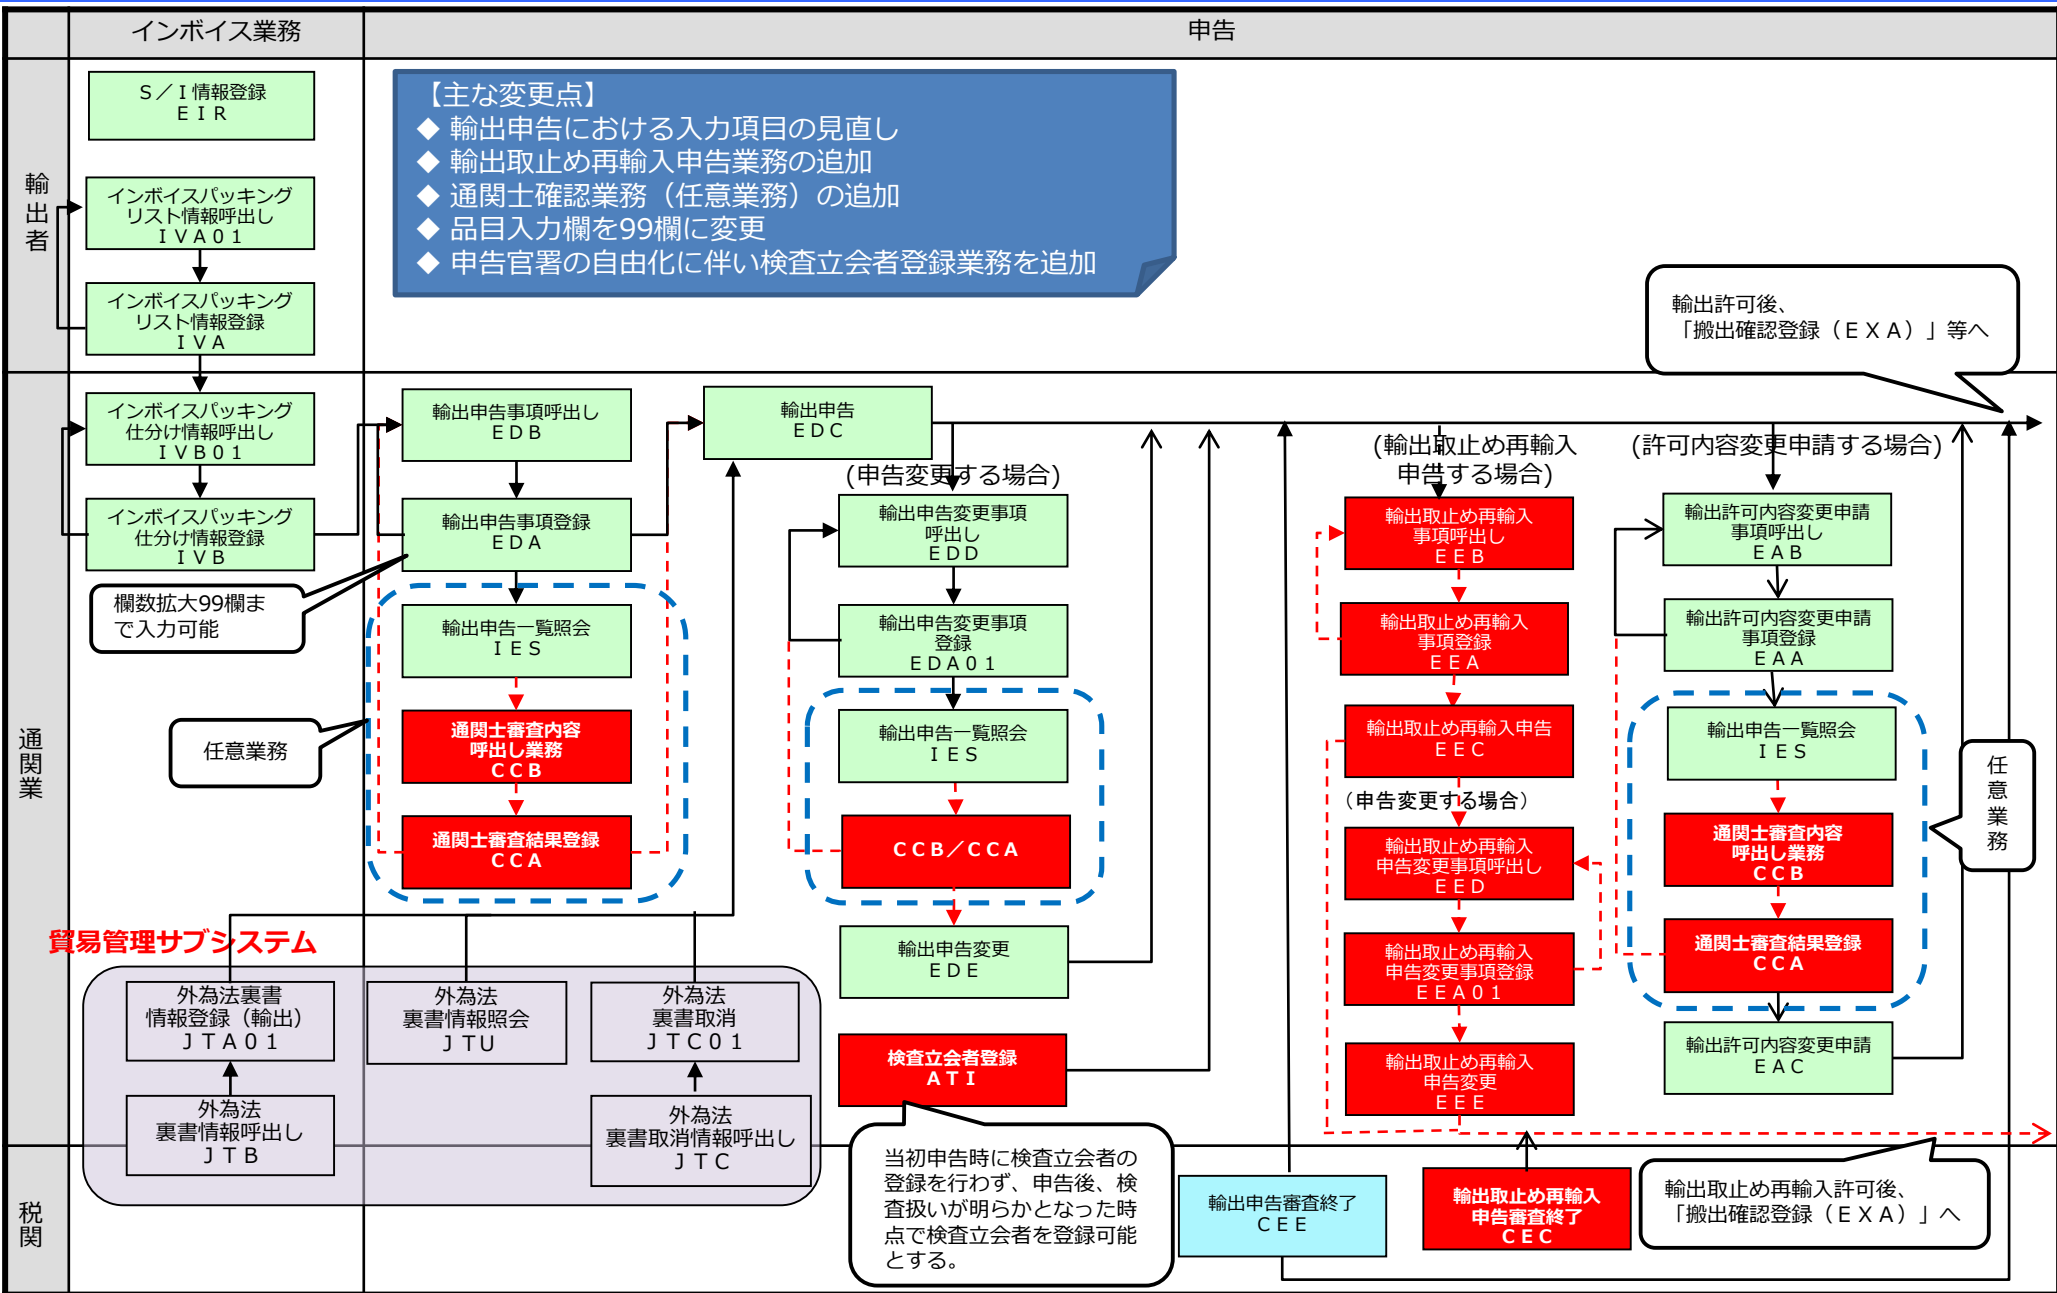 インボイス業務
申告
輸出者
S／I情報登録
EIR
インボイスパッキング
リスト情報呼出し
IVA01
インボイスパッキング
リスト情報登録
IVA
【主な変更点】
◆ 輸出申告における入力項目の見直し
◆ 輸出取止め再輸入申告業務の追加
◆ 通関士確認業務（任意業務）の追加
◆ 品目入力欄を99欄に変更
◆ 申告官署の自由化に伴い検査立会者登録業務を追加
輸出許可後、
「搬出確認登録（EXA）」等へ
通関業
インボイスパッキング
仕分け情報呼出し
IVB01
インボイスパッキング
仕分け情報登録
IVB
欄数拡大99欄ま
で入力可能
任意業務
輸出申告事項呼出し
EDB
輸出申告事項登録
EDA
輸出申告一覧照会
IES
通関士審査内容
呼出し業務
CCB
通関士審査結果登録
CCA
輸出申告
EDC
(申告変更する場合)
輸出申告変更事項
呼出し
EDD
輸出申告変更事項
登録
EDA01
輸出申告一覧照会
IES
CCB／CCA
輸出申告変更
EDE
検査立会者登録
ATI
当初申告時に検査立会者の
登録を行わず、申告後、検
査扱いが明らかとなった時
点で検査立会者を登録可能
とする。
(輸出取止め再輸入
申告する場合)
輸出取止め再輸入
事項呼出し
EEB
輸出取止め再輸入
事項登録
EEA
輸出取止め再輸入申告
EEC
（申告変更する場合）
輸出取止め再輸入
申告変更事項呼出し
EED
輸出取止め再輸入
申告変更事項登録
EEA01
輸出取止め再輸入
申告変更
EEE
(許可内容変更申請する場合)
輸出許可内容変更申請
事項呼出し
EAB
輸出許可内容変更申請
事項登録
EAA
輸出申告一覧照会
IES
通関士審査内容
呼出し業務
CCB
通関士審査結果登録
CCA
輸出許可内容変更申請
EAC
任意業務
貿易管理サブシステム
外為法裏書
情報登録（輸出）
JTA01
外為法
裏書情報照会
JTU
外為法
裏書取消
JTC01
外為法
裏書情報呼出し
JTB
外為法
裏書取消情報呼出し
JTC
税関
輸出申告審査終了
CEE
輸出取止め再輸入
申告審査終了
CEC
輸出取止め再輸入許可後、
「搬出確認登録（EXA）」へ